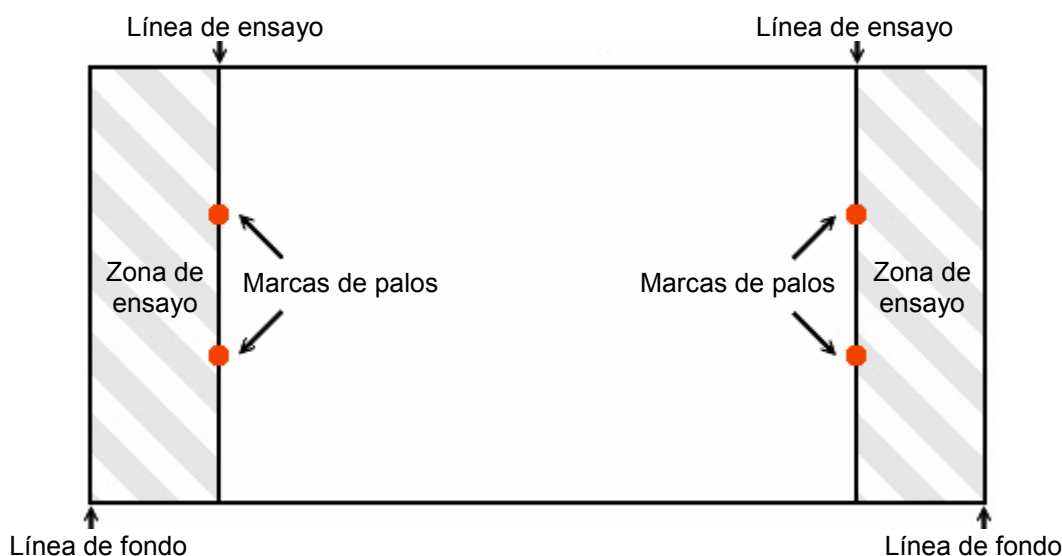 Línea de ensayo
Línea de ensayo
Zona de
ensayo
Marcas de palos
Marcas de palos
Zona de
ensayo
Línea de fondo
Línea de fondo